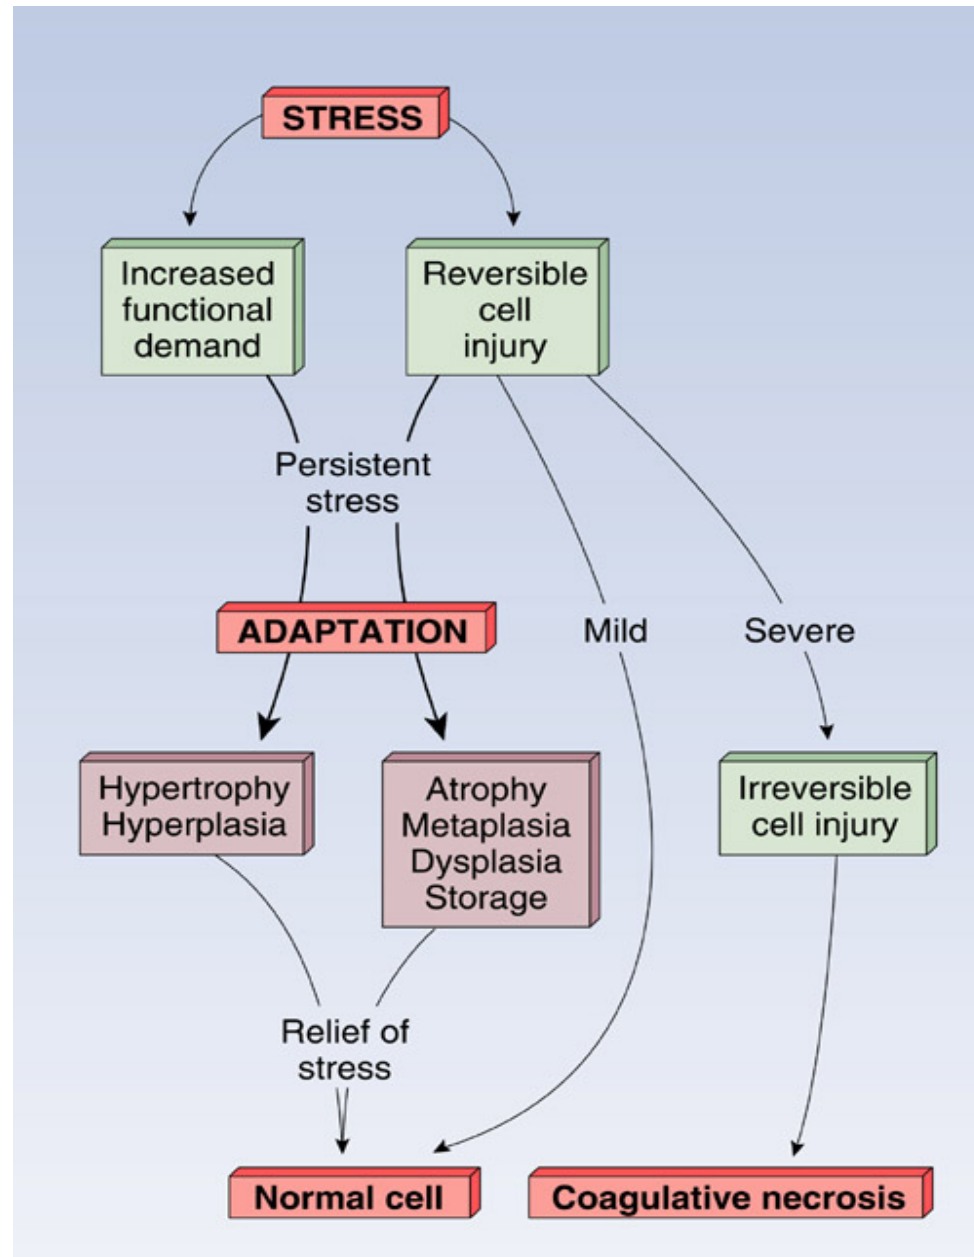 STRESS
Increased
functional
demand
Reversible
cell
injury
Persistent
stress
ADAPTATION
Mild
Severe
Hypertrophy
Hyperplasia
Atrophy
Metaplasia
Dysplasia
Storage
Irreversible
cell injury
Relief of
stress
Normal cell
Coagulative necrosis